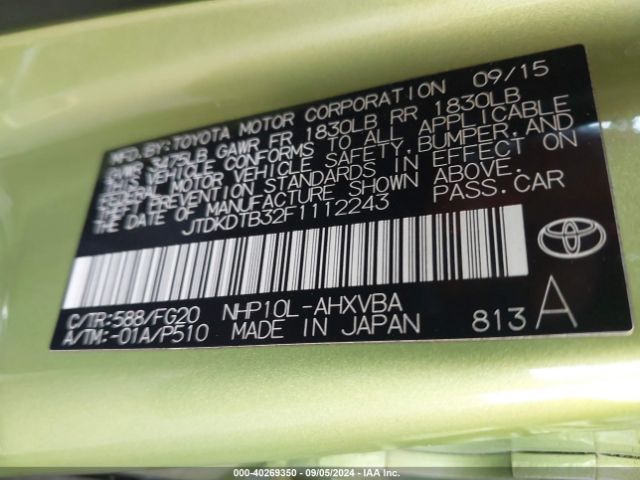 MFD. BY: TOYOTA MOTOR CORPORATION 09/15
GVWR 3475LB GAWR FR 1830LB RR 1830LB
THIS VEHICLE CONFORMS TO ALL APPLICABLE
FEDERAL MOTOR VEHICLE SAFETY, BUMPER, AND
THEFT PREVENTION STANDARDS IN EFFECT ON
THE DATE OF MANUFACTURE SHOWN ABOVE.
JTDKDTB32F1112243 PASS. CAR
C/TR: 588/FG20 NHP10L-AHXVBA
A/TM: -01A/P510 MADE IN JAPAN 813 A
TOYOTA
000-40269350 | 09/05/2024 | IAA Inc.